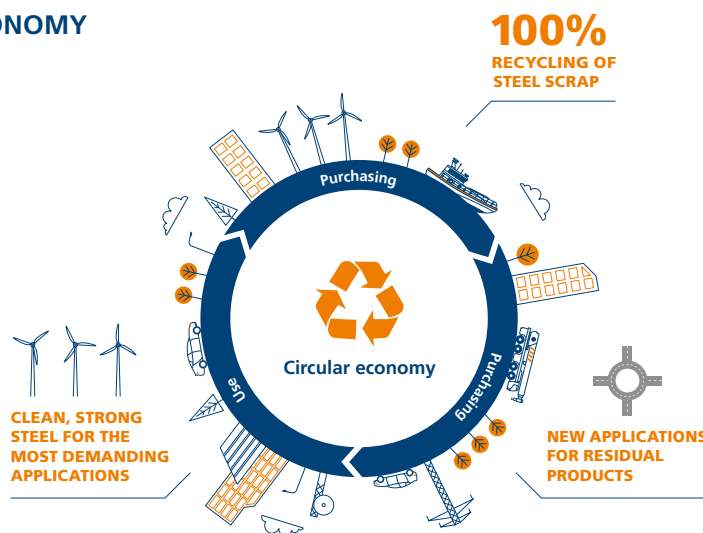 ONOMY
100%
RECYCLING OF
STEEL SCRAP
Purchasing
Circular economy
Purchasing
Use
CLEAN, STRONG
STEEL FOR THE
MOST DEMANDING
APPLICATIONS
NEW APPLICATIONS
FOR RESIDUAL
PRODUCTS